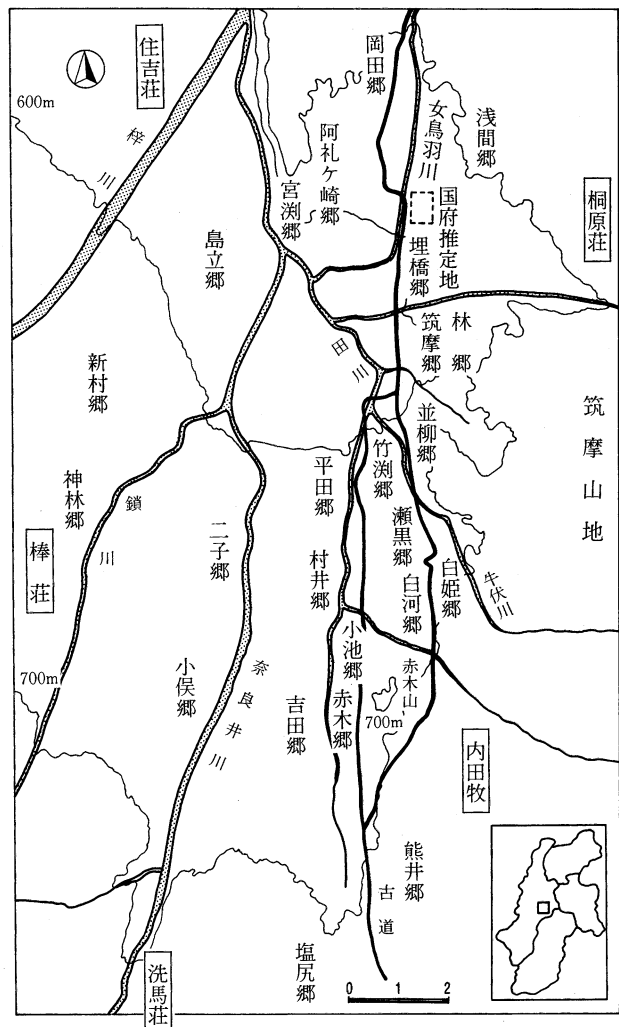 住吉荘
600m
梓川
岡田郷
女鳥羽川
浅間郷
阿礼ケ崎郷
宮渕郷
国府推定地
桐原荘
埋橋郷
島立郷
林郷
筑摩郷
田川
新村郷
並柳郷
筑摩山地
竹渕郷
平田郷
神林郷
鎖川
二子郷
瀬黒郷
白姫郷
牛伏川
棒荘
村井郷
白河郷
小池郷
赤木山
700m
小俣郷
奈良井川
吉田郷
赤木郷
700m
内田牧
熊井郷
古道
塩尻郷
洗馬荘
0 1 2